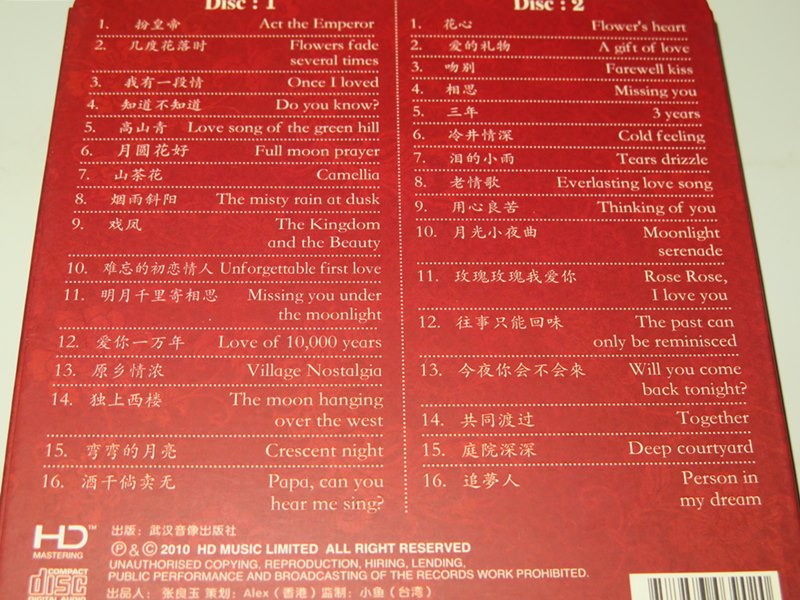 Disc : 1
1. 扮皇帝 Act the Emperor
2. 几度花落时 Flowers fade
several times
3. 我有一段情 Once I loved
4. 知道不知道 Do you know?
5. 高山青 Love song of the green hill
6. 月圆花好 Full moon prayer
7. 山茶花 Camellia
8. 烟雨斜阳 The misty rain at dusk
9. 戏凤 The Kingdom
and the Beauty
10. 难忘的初恋情人 Unforgettable first love
11. 明月千里寄相思 Missing you under
the moonlight
12. 爱你一万年 Love of 10,000 years
13. 原乡情浓 Village Nostalgia
14. 独上西楼 The moon hanging
over the west
15. 弯弯的月亮 Crescent night
16. 酒干倘卖无 Papa, can you
hear me sing?
Disc : 2
1. 花心 Flower's heart
2. 爱的礼物 A gift of love
3. 吻别 Farewell kiss
4. 相思 Missing you
5. 三年 3 years
6. 冷井情深 Cold feeling
7. 泪的小雨 Tears drizzle
8. 老情歌 Everlasting love song
9. 用心良苦 Thinking of you
10. 月光小夜曲 Moonlight
serenade
11. 玫瑰玫瑰我爱你 Rose Rose,
I love you
12. 往事只能回味 The past can
only be reminisced
13. 今夜你会不会来 Will you come
back tonight?
14. 共同渡过 Together
15. 庭院深深 Deep courtyard
16. 追夢人 Person in
my dream
HD™
MASTERING
COMPACT
disc
DIGITAL AUDIO
出版：武汉音像出版社
℗ & © 2010 HD MUSIC LIMITED ALL RIGHT RESERVED
UNAUTHORISED COPYING, REPRODUCTION, HIRING, LENDING,
PUBLIC PERFORMANCE AND BROADCASTING OF THE RECORDS WORK PROHIBITED.
出品人：张良玉 策划：Alex（香港）监制：小鱼（台湾）